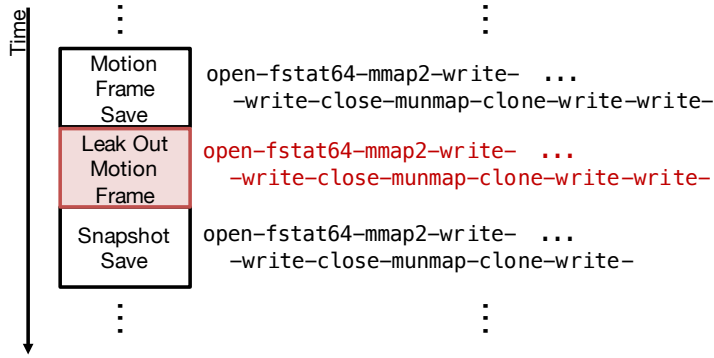 Time
Motion
Frame
Save
open-fstat64-mmap2-write- ...
-write-close-munmap-clone-write-write-
Leak Out
Motion
Frame
open-fstat64-mmap2-write- ...
-write-close-munmap-clone-write-write-
Snapshot
Save
open-fstat64-mmap2-write- ...
-write-close-munmap-clone-write-